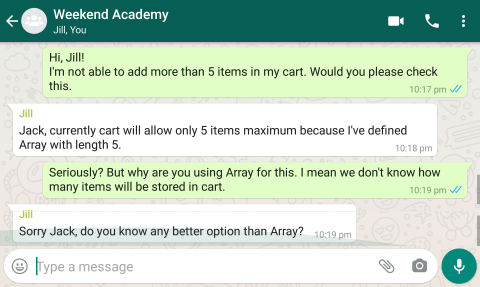 Weekend Academy
Jill, You
Hi, Jill!
I'm not able to add more than 5 items in my cart. Would you please check
this.
10:17 pm
Jill
Jack, currently cart will allow only 5 items maximum because I've defined
Array with length 5.
10:18 pm
Seriously? But why are you using Array for this. I mean we don't know how
many items will be stored in cart.
10:19 pm
Jill
Sorry Jack, do you know any better option than Array?
10:19 pm
Type a message